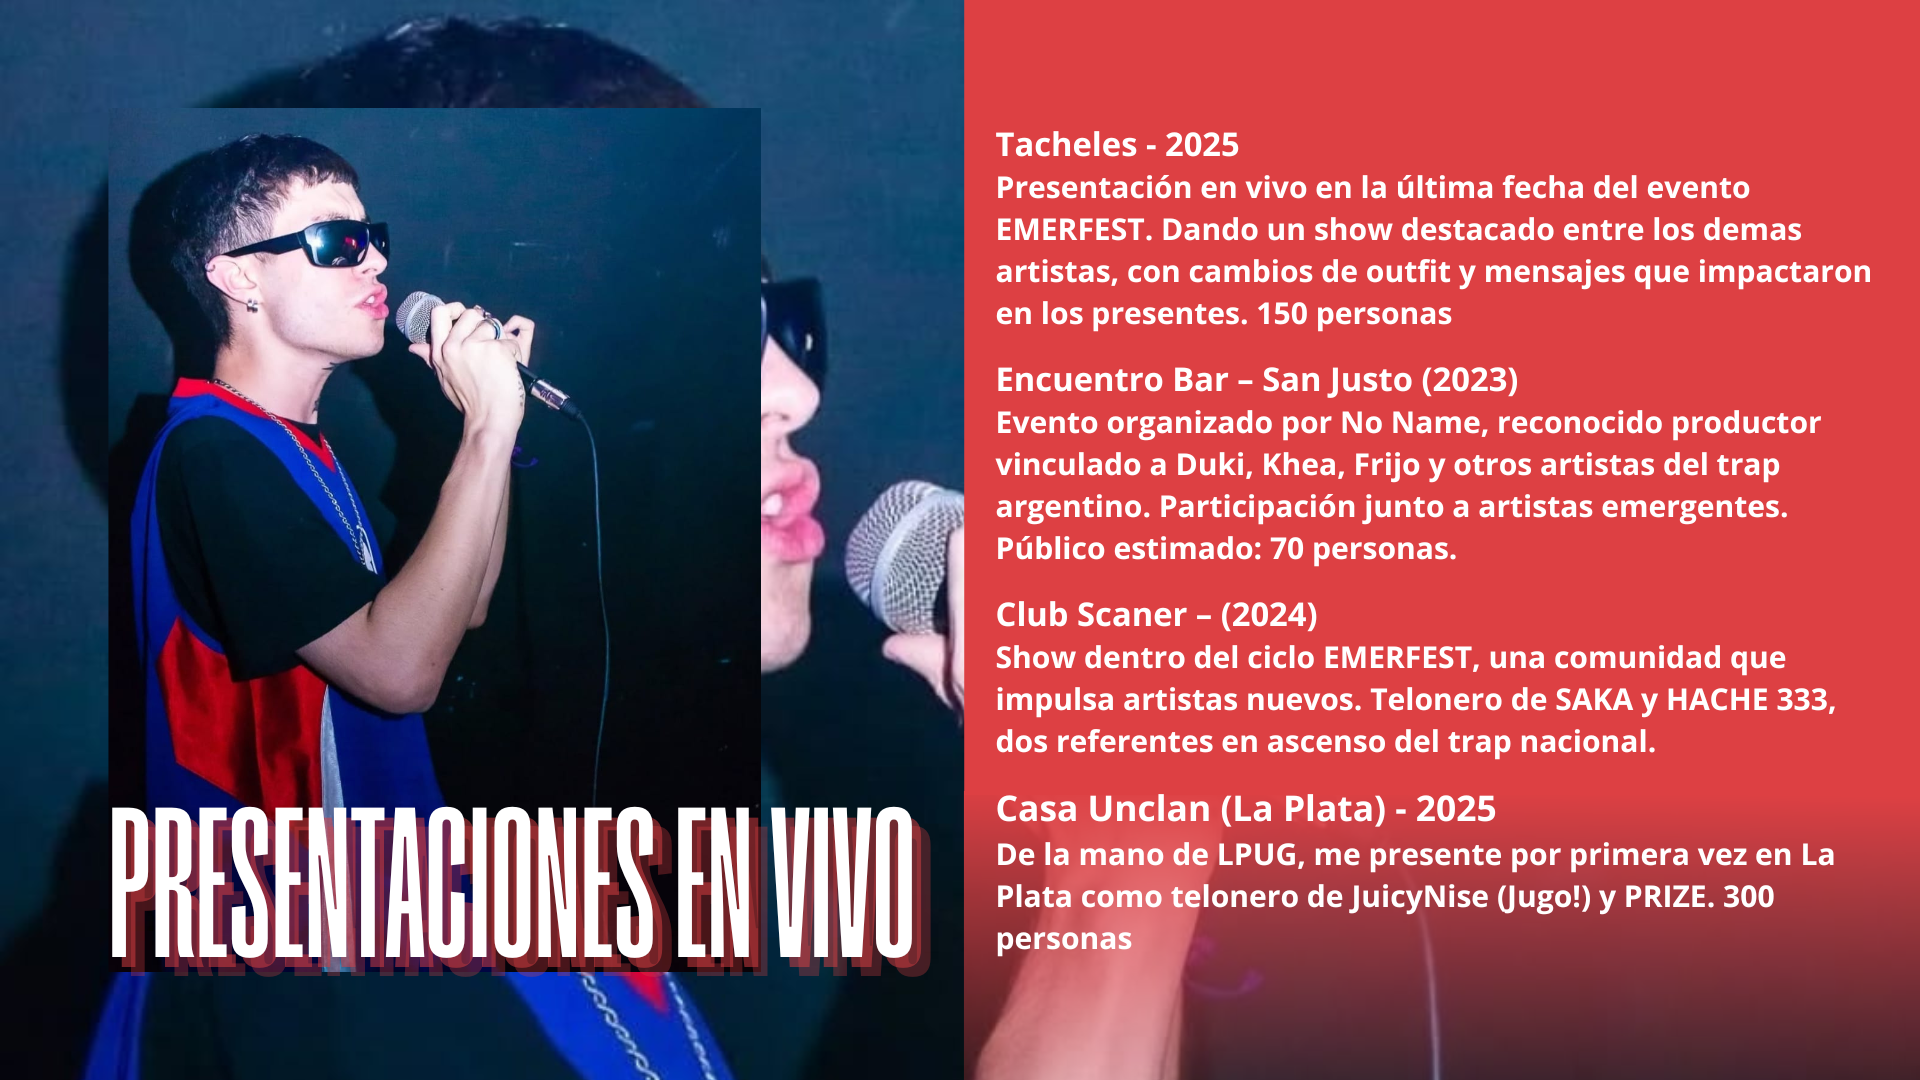 PRESENTACIONES EN VIVO
Tacheles - 2025
Presentación en vivo en la última fecha del evento
EMERFEST. Dando un show destacado entre los demas
artistas, con cambios de outfit y mensajes que impactaron
en los presentes. 150 personas
Encuentro Bar – San Justo (2023)
Evento organizado por No Name, reconocido productor
vinculado a Duki, Khea, Frijo y otros artistas del trap
argentino. Participación junto a artistas emergentes.
Público estimado: 70 personas.
Club Scaner – (2024)
Show dentro del ciclo EMERFEST, una comunidad que
impulsa artistas nuevos. Telonero de SAKA y HACHE 333,
dos referentes en ascenso del trap nacional.
Casa Unclan (La Plata) - 2025
De la mano de LPUG, me presente por primera vez en La
Plata como telonero de JuicyNise (Jugo!) y PRIZE. 300
personas